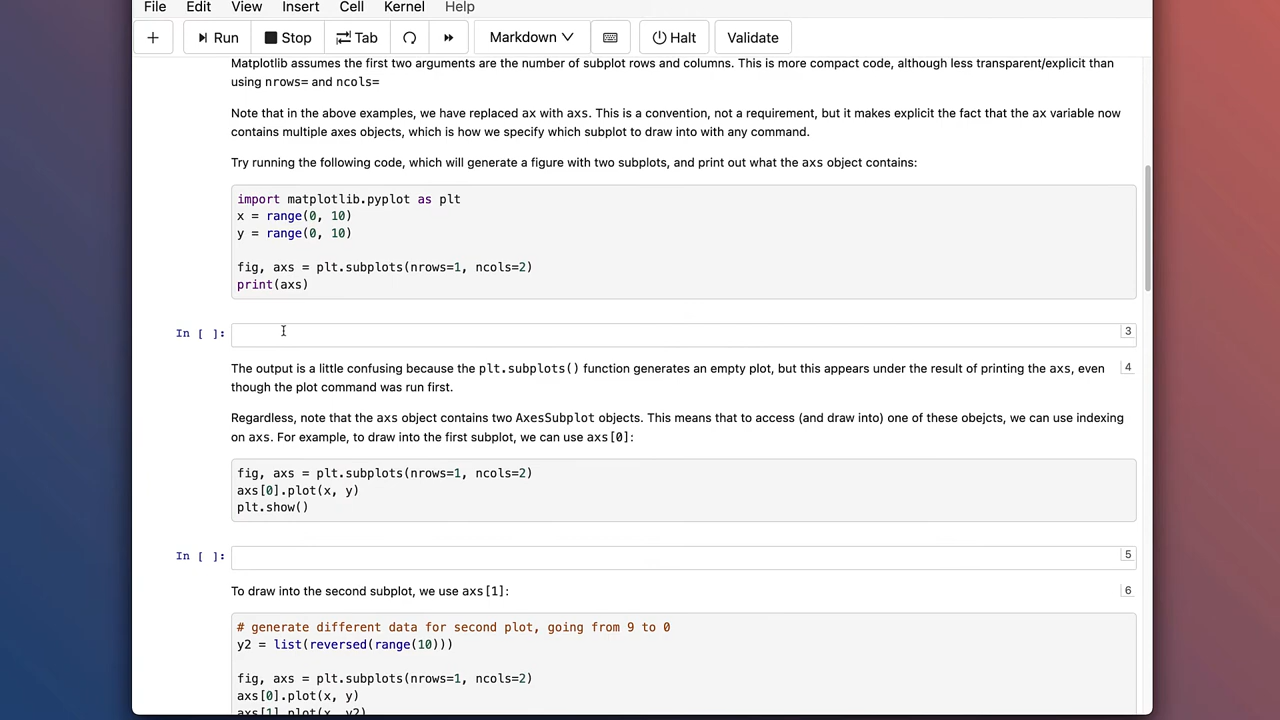 File Edit View Insert Cell Kernel Help
+ Run Stop Tab Markdown Halt Validate
Matplotlib assumes the first two arguments are the number of subplot rows and columns. This is more compact code, although less transparent/explicit than
using nrows= and ncols=
Note that in the above examples, we have replaced ax with axs. This is a convention, not a requirement, but it makes explicit the fact that the ax variable now
contains multiple axes objects, which is how we specify which subplot to draw into with any command.
Try running the following code, which will generate a figure with two subplots, and print out what the axs object contains:
import matplotlib.pyplot as plt
x = range(0, 10)
y = range(0, 10)
fig, axs = plt.subplots(nrows=1, ncols=2)
print(axs)
In [ ]: 3
The output is a little confusing because the plt.subplots() function generates an empty plot, but this appears under the result of printing the axs, even 4
though the plot command was run first.
Regardless, note that the axs object contains two AxesSubplot objects. This means that to access (and draw into) one of these obejcts, we can use indexing
on axs. For example, to draw into the first subplot, we can use axs[0]:
fig, axs = plt.subplots(nrows=1, ncols=2)
axs[0].plot(x, y)
plt.show()
In [ ]: 5
To draw into the second subplot, we use axs[1]: 6
# generate different data for second plot, going from 9 to 0
y2 = list(reversed(range(10)))
fig, axs = plt.subplots(nrows=1, ncols=2)
axs[0].plot(x, y)
axs[1].plot(x, y2)